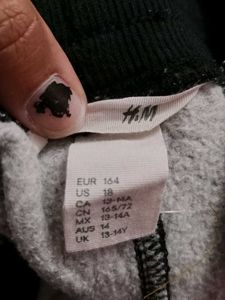 H&M
EUR 164
US 18
CA 13-14A
CN 165/72
MX 13-14A
AUS 14
UK 13-14Y